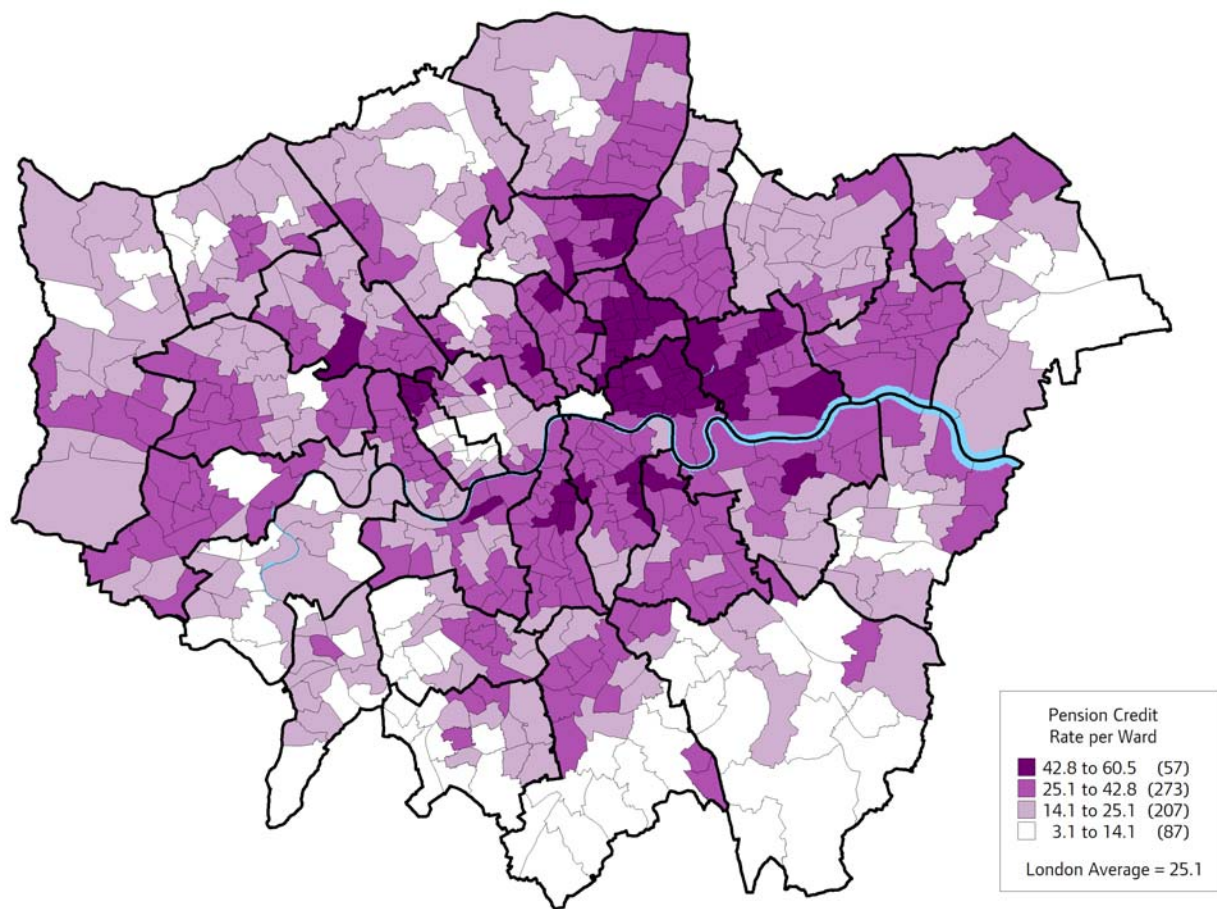 Pension Credit
Rate per Ward
42.8 to 60.5 (57)
25.1 to 42.8 (273)
14.1 to 25.1 (207)
3.1 to 14.1 (87)
London Average = 25.1